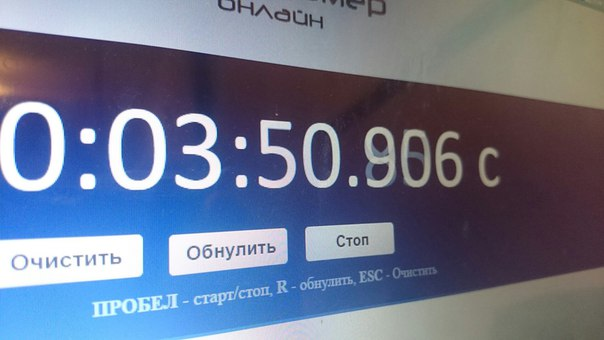 онлайн
0:03:50.906 с
Очистить
Обнулить
Стоп
ПРОБЕЛ - старт/стоп, R - обнулить, ESC - Очистить